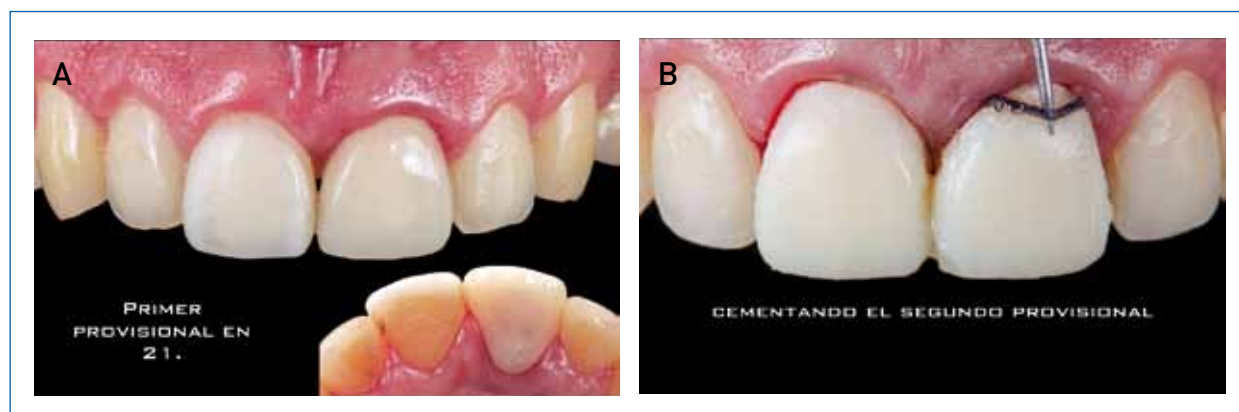 A
PRIMER
PROVISIONAL EN
21.
B
CEMENTANDO EL SEGUNDO PROVISIONAL